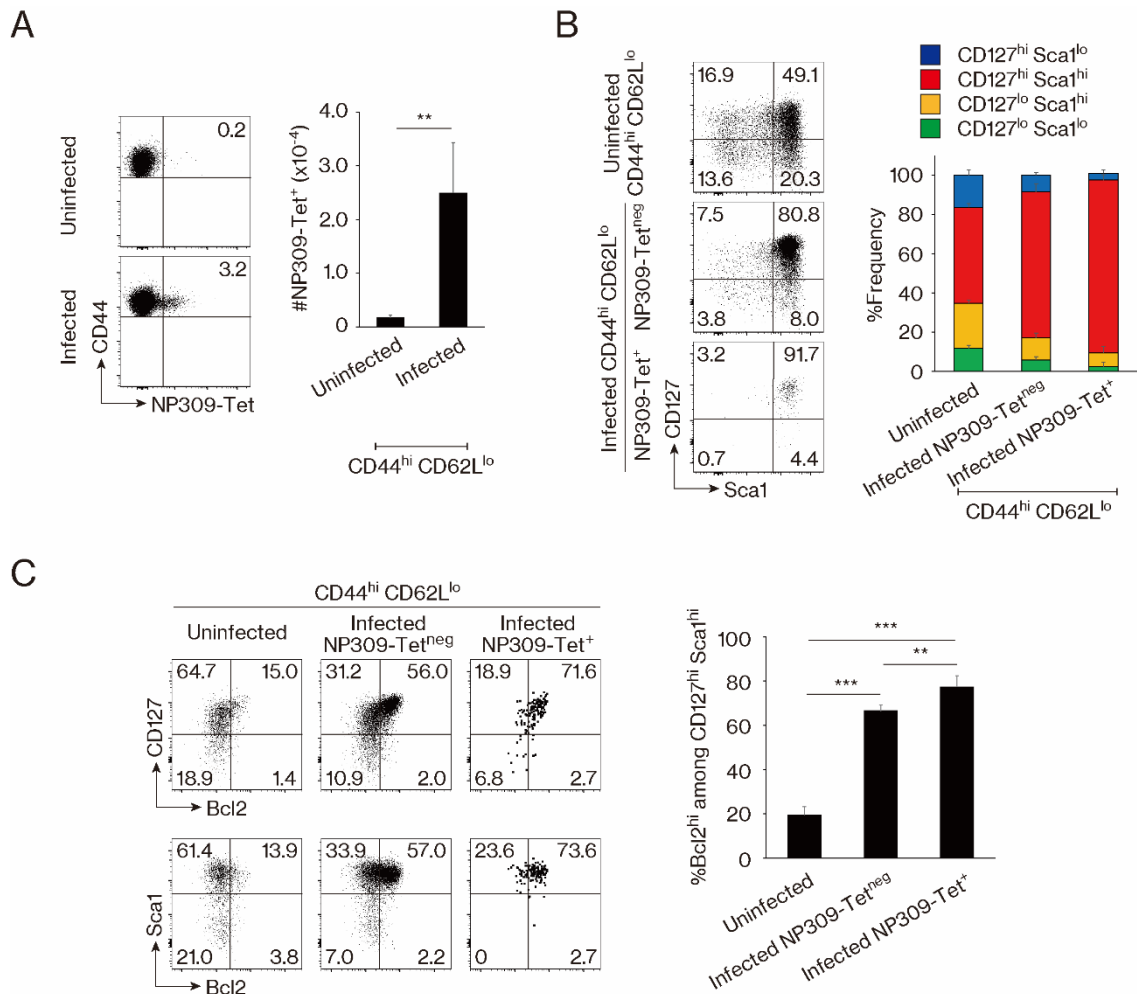 A
Uninfected
0.2
Infected
3.2
CD44
NP309-Tet
#NP309-Tet⁺ (x10⁻⁴)
4.0
3.0
2.0
1.0
0
**
Uninfected
Infected
CD44ʰⁱ CD62Lˡᵒ
B
Uninfected
CD44ʰⁱ CD62Lˡᵒ
16.9 49.1
13.6 20.3
Infected CD44ʰⁱ CD62Lˡᵒ
NP309-Tetⁿᵉᵍ
7.5 80.8
3.8 8.0
NP309-Tet⁺
3.2 91.7
0.7 4.4
CD127
Sca1
CD127ʰⁱ Sca1ˡᵒ
CD127ʰⁱ Sca1ʰⁱ
CD127ˡᵒ Sca1ʰⁱ
CD127ˡᵒ Sca1ˡᵒ
%Frequency
100
80
60
40
20
0
Uninfected
Infected NP309-Tetⁿᵉᵍ
Infected NP309-Tet⁺
CD44ʰⁱ CD62Lˡᵒ
C
CD44ʰⁱ CD62Lˡᵒ
Uninfected
Infected
NP309-Tetⁿᵉᵍ
Infected
NP309-Tet⁺
64.7 15.0
18.9 1.4
31.2 56.0
10.9 2.0
18.9 71.6
6.8 2.7
CD127
Bcl2
61.4 13.9
21.0 3.8
33.9 57.0
7.0 2.2
23.6 73.6
0 2.7
Sca1
Bcl2
%Bcl2ʰⁱ among CD127ʰⁱ Sca1ʰⁱ
100
80
60
40
20
0
***
***
**
Uninfected
Infected NP309-Tetⁿᵉᵍ
Infected NP309-Tet⁺